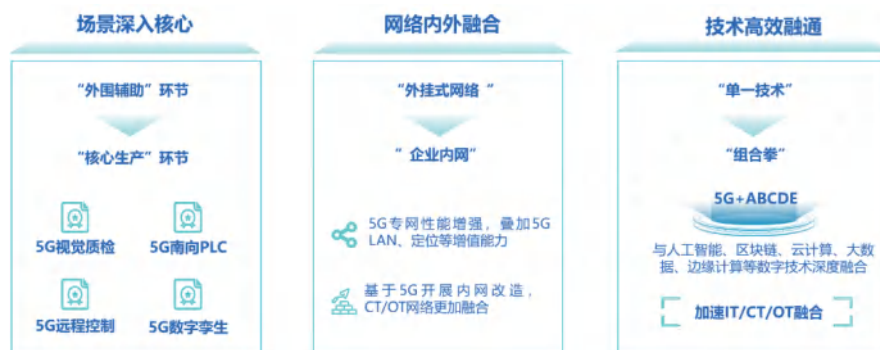 场景深入核心
“外围辅助”环节
“核心生产”环节
5G视觉质检
5G南向PLC
5G远程控制
5G数字孪生
网络内外融合
“外挂式网络 “
” 企业内网”
5G专网性能增强，叠加5G
LAN、定位等增值能力
基于5G开展内网改造，
CT/OT网络更加融合
技术高效融通
“单一技术”
“组合拳”
5G+ABCDE
与人工智能、区块链、云计算、大数
据、边缘计算等数字技术深度融合
加速IT/CT/OT融合